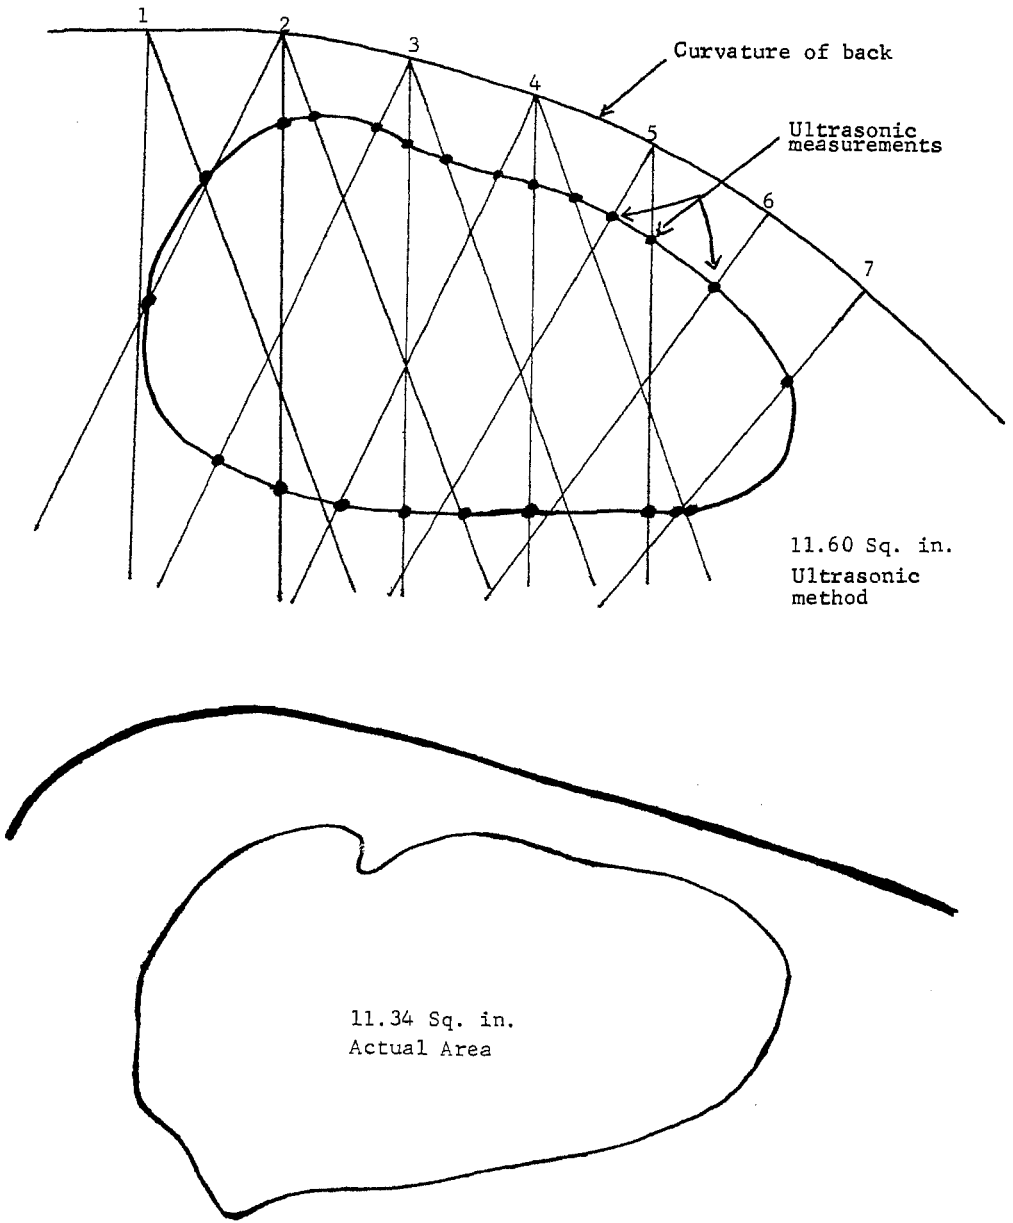 1
2
3
4
5
6
7
Curvature of back
Ultrasonic
measurements
11.60 Sq. in.
Ultrasonic
method
11.34 Sq. in.
Actual Area